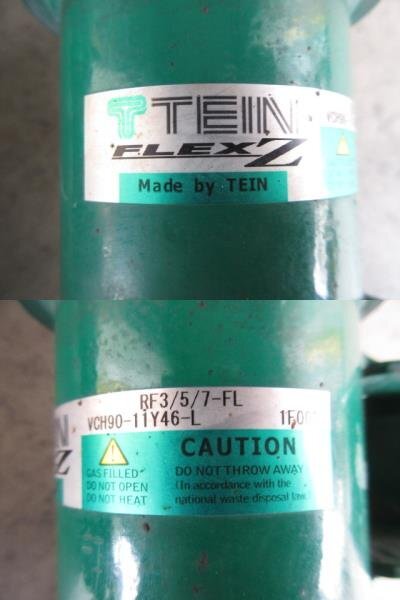 TEIN
FLEX Z
Made by TEIN
VCH90-
RF3/5/7-FL
VCH90-11Y46-L
CAUTION
GAS FILLED
DO NOT OPEN
DO NOT HEAT
DO NOT THROW AWAY
(In accordance with the
national waste disposal law.)